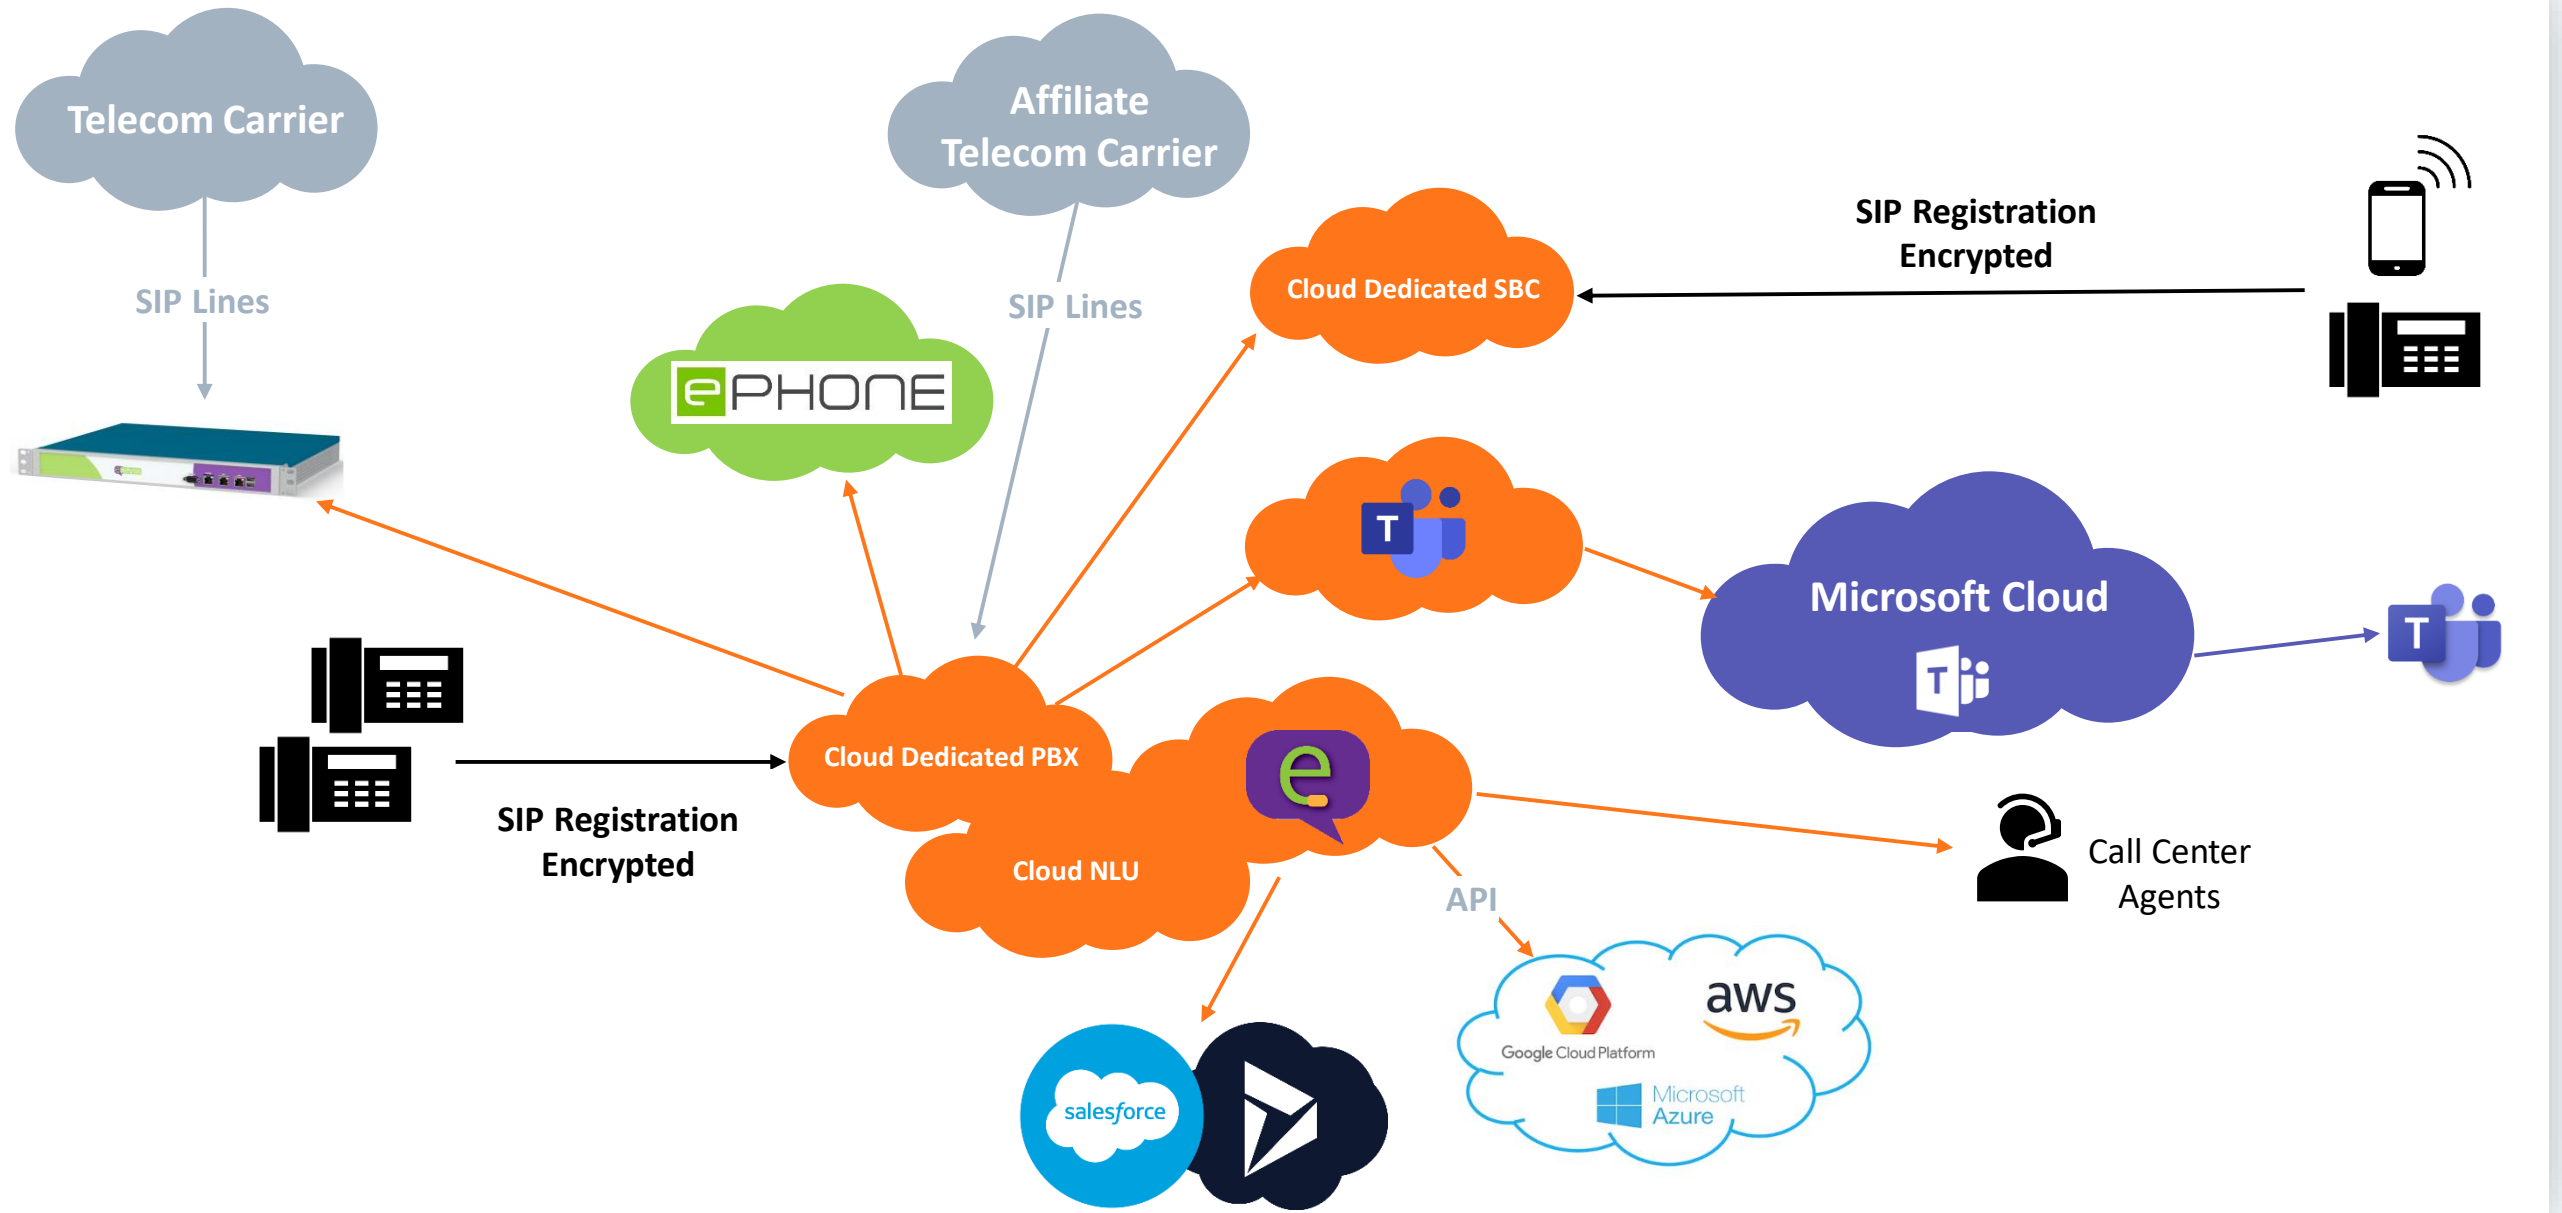 Telecom Carrier
Affiliate
Telecom Carrier
SIP Registration
Encrypted
SIP Lines
SIP Lines
Cloud Dedicated SBC
e PHONE
T
Microsoft Cloud
T
T
Cloud Dedicated PBX
e
SIP Registration
Encrypted
Cloud NLU
Call Center
Agents
API
aws
Google Cloud Platform
salesforce
Microsoft
Azure